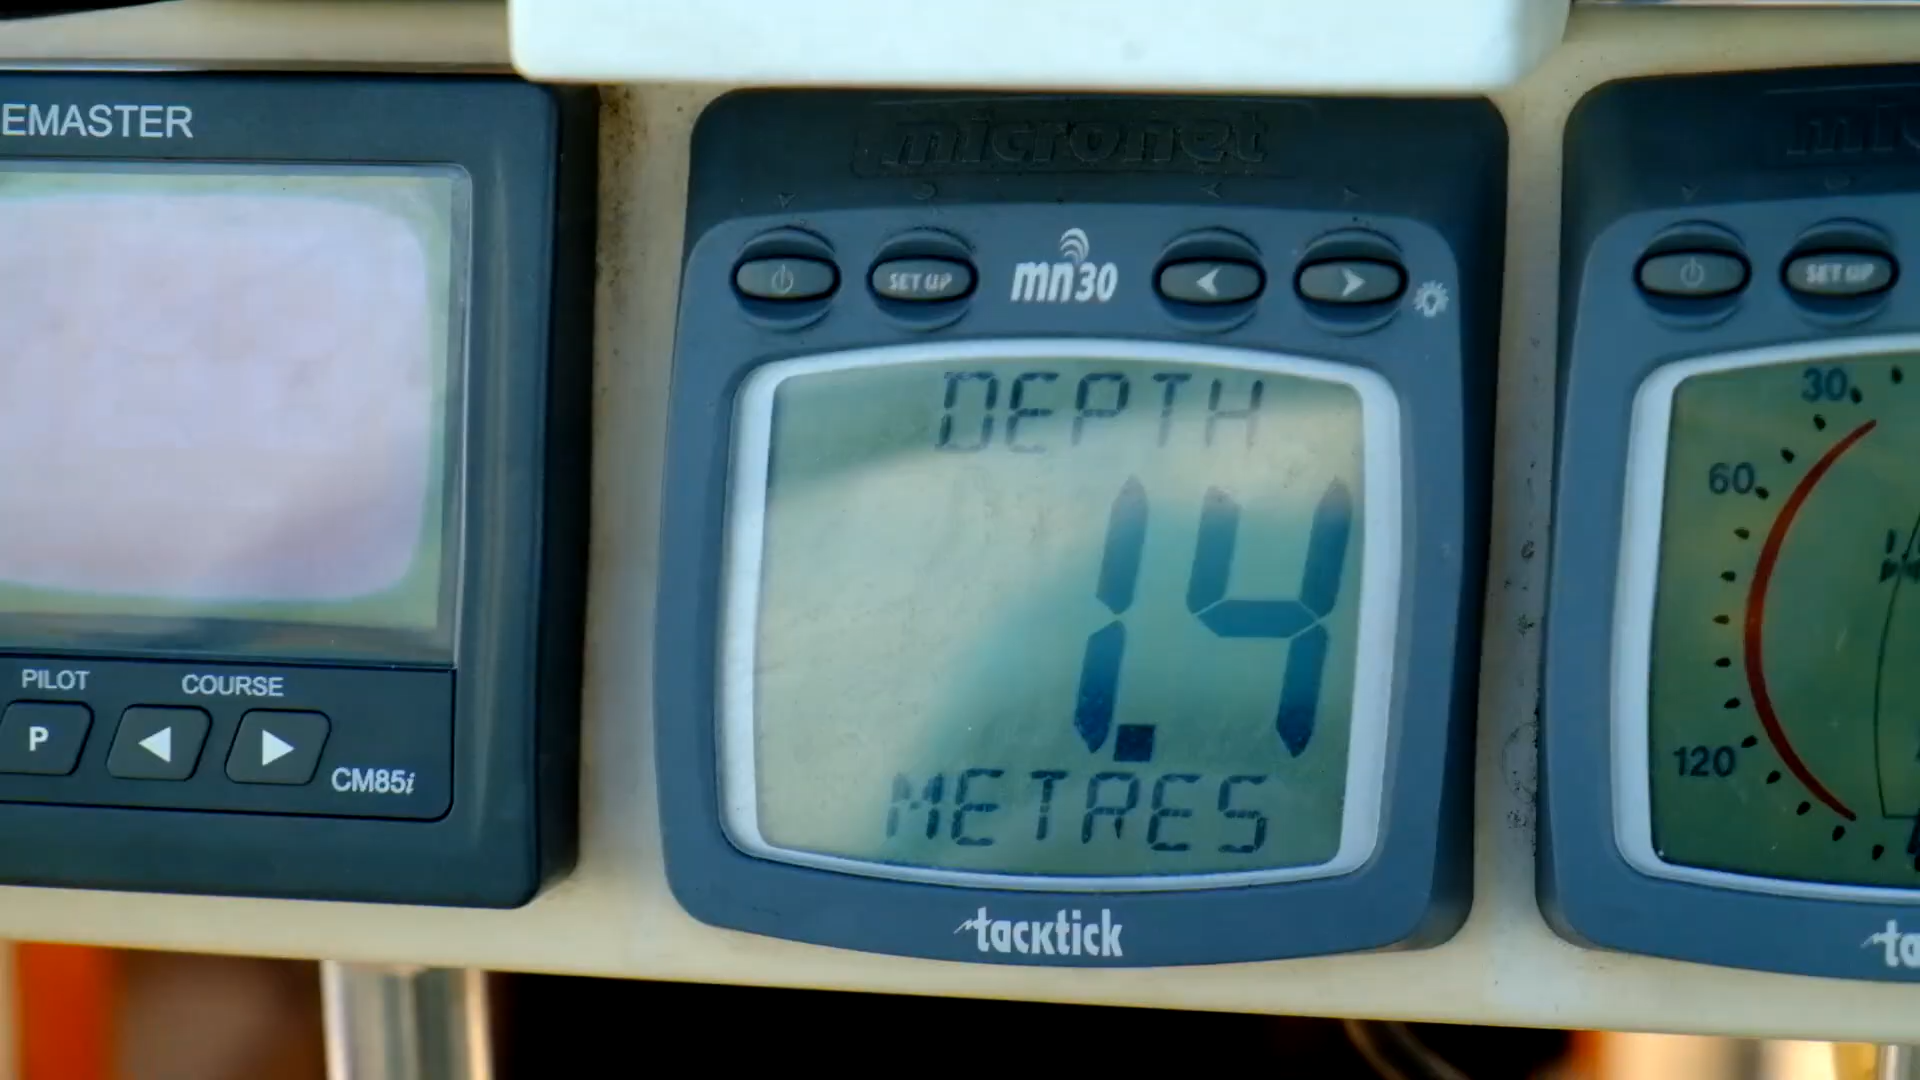 EMASTER
PILOT
COURSE
P
CM85i
micronet
SET UP
mn30
DEPTH
1.4
METRES
tacktick
SET UP
30
60
120